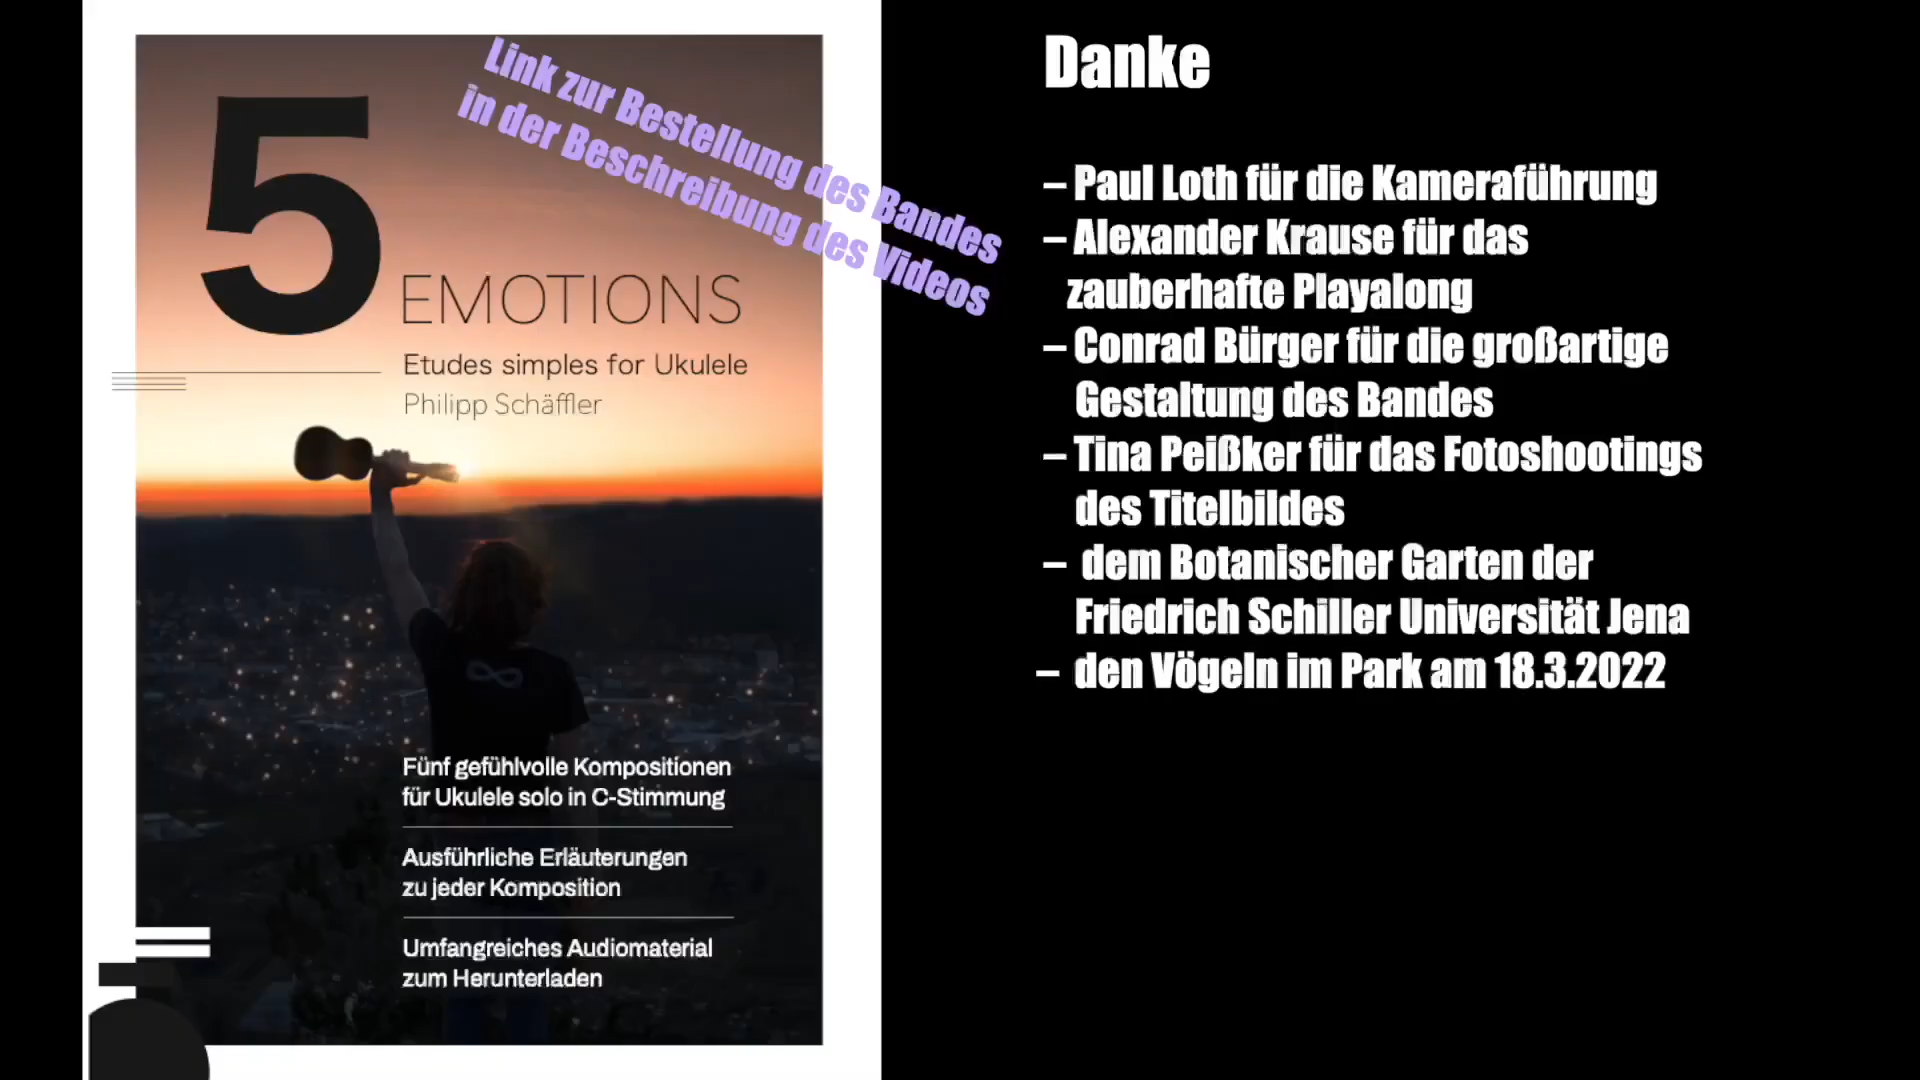 5
EMOTIONS
Etudes simples for Ukulele
Philipp Schäffler
Fünf gefühlvolle Kompositionen
für Ukulele solo in C-Stimmung
Ausführliche Erläuterungen
zu jeder Komposition
Umfangreiches Audiomaterial
zum Herunterladen
Link zur Bestellung des Bandes
in der Beschreibung des Videos
Danke
– Paul Loth für die Kameraführung
– Alexander Krause für das
zauberhafte Playalong
– Conrad Bürger für die großartige
Gestaltung des Bandes
– Tina Peißker für das Fotoshootings
des Titelbildes
– dem Botanischer Garten der
Friedrich Schiller Universität Jena
– den Vögeln im Park am 18.3.2022